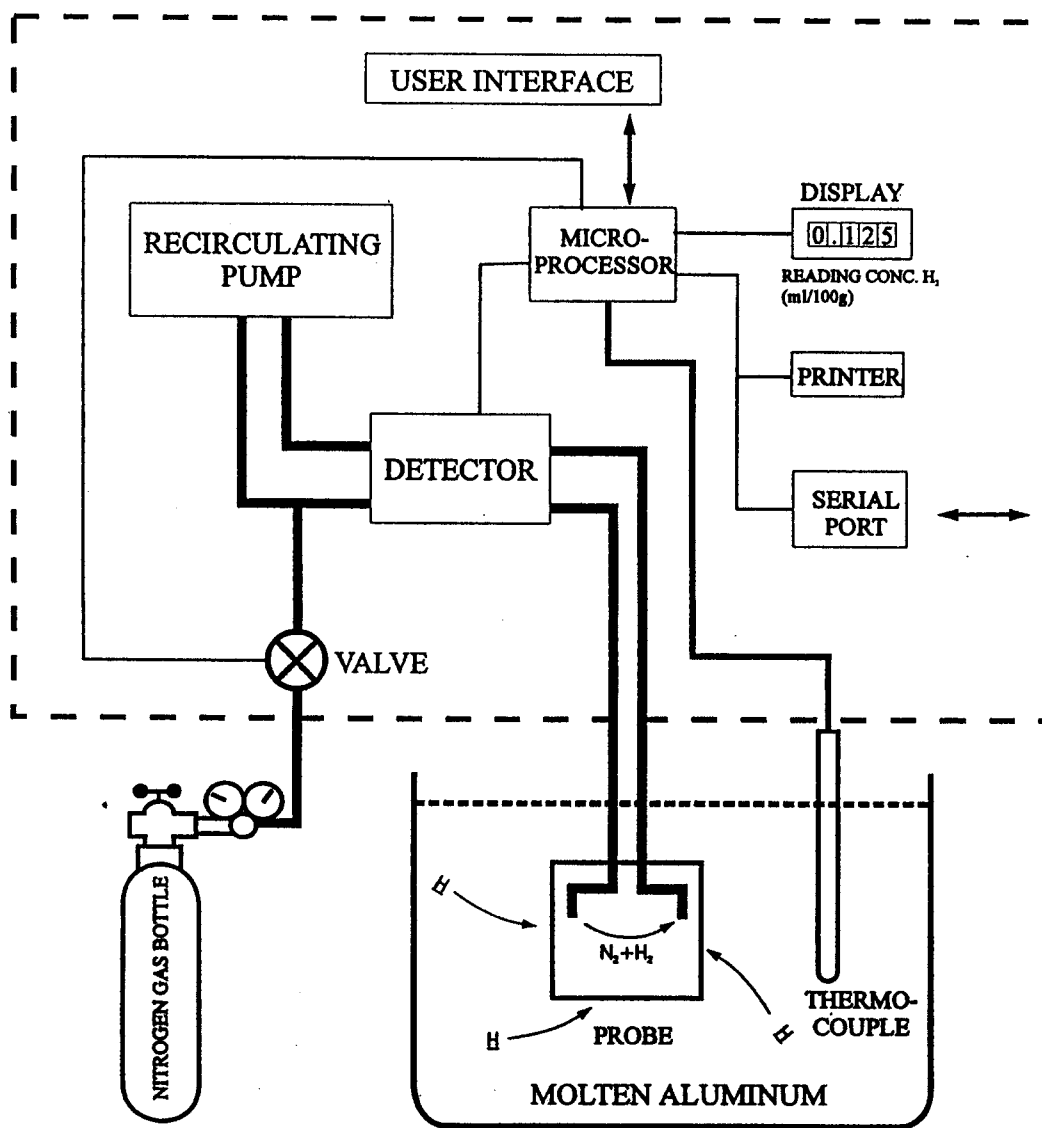 USER INTERFACE
RECIRCULATING
PUMP
MICRO-
PROCESSOR
DISPLAY
0.125
READING CONC. H₂
(ml/100g)
PRINTER
DETECTOR
SERIAL
PORT
VALVE
NITROGEN GAS BOTTLE
H
N₂+H₂
H
H
PROBE
THERMO-
COUPLE
MOLTEN ALUMINUM